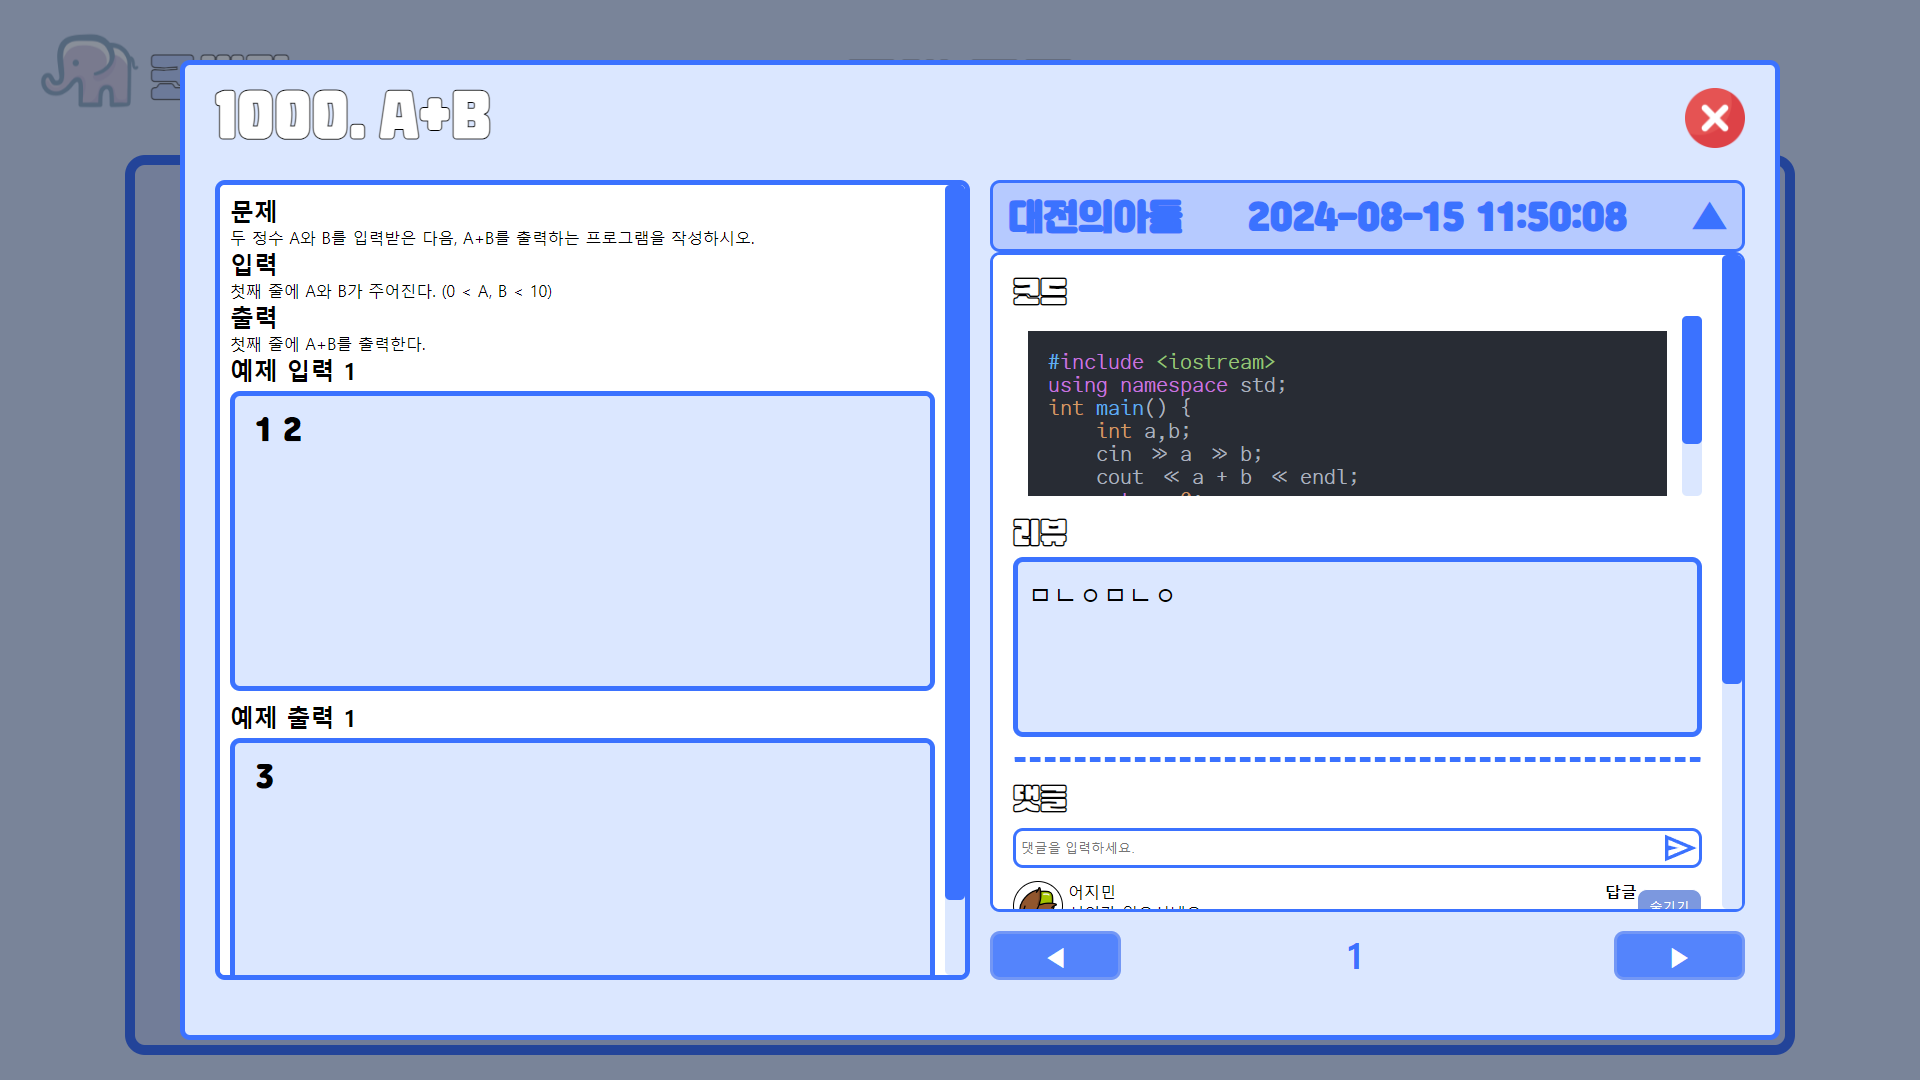 1000. A+B
문제
두 정수 A와 B를 입력받은 다음, A+B를 출력하는 프로그램을 작성하시오.
입력
첫째 줄에 A와 B가 주어진다. (0 < A, B < 10)
출력
첫째 줄에 A+B를 출력한다.
예제 입력 1
1 2
예제 출력 1
3
대전의아들 2024-08-15 11:50:08 ▲
코드
#include <iostream>
using namespace std;
int main() {
    int a,b;
    cin >> a >> b;
    cout << a + b << endl;
리뷰
ㅁㄴㅇㅁㄴㅇ
댓글
댓글을 입력하세요.
어지민 답글 숨기기
◀ 1 ▶